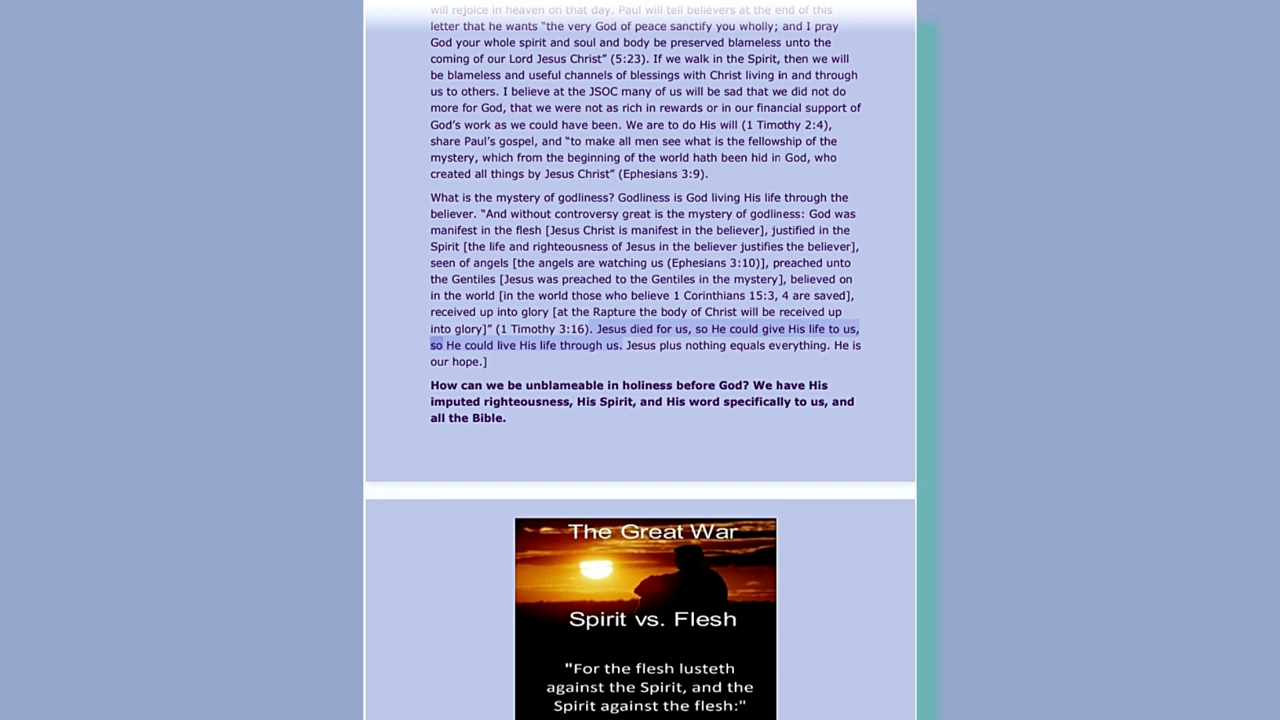 will rejoice in heaven on that day. Paul will tell believers at the end of this
letter that he wants “the very God of peace sanctify you wholly; and I pray
God your whole spirit and soul and body be preserved blameless unto the
coming of our Lord Jesus Christ” (5:23). If we walk in the Spirit, then we will
be blameless and useful channels of blessings with Christ living in and through
us to others. I believe at the JSOC many of us will be sad that we did not do
more for God, that we were not as rich in rewards or in our financial support of
God’s work as we could have been. We are to do His will (1 Timothy 2:4),
share Paul’s gospel, and “to make all men see what is the fellowship of the
mystery, which from the beginning of the world hath been hid in God, who
created all things by Jesus Christ” (Ephesians 3:9).
What is the mystery of godliness? Godliness is God living His life through the
believer. “And without controversy great is the mystery of godliness: God was
manifest in the flesh [Jesus Christ is manifest in the believer], justified in the
Spirit [the life and righteousness of Jesus in the believer justifies the believer],
seen of angels [the angels are watching us (Ephesians 3:10)], preached unto
the Gentiles [Jesus was preached to the Gentiles in the mystery], believed on
in the world [in the world those who believe 1 Corinthians 15:3, 4 are saved],
received up into glory [at the Rapture the body of Christ will be received up
into glory]” (1 Timothy 3:16). Jesus died for us, so He could give His life to us,
so He could live His life through us. Jesus plus nothing equals everything. He is
our hope.]
How can we be unblameable in holiness before God? We have His
imputed righteousness, His Spirit, and His word specifically to us, and
all the Bible.
The Great War
Spirit vs. Flesh
"For the flesh lusteth
against the Spirit, and the
Spirit against the flesh:"